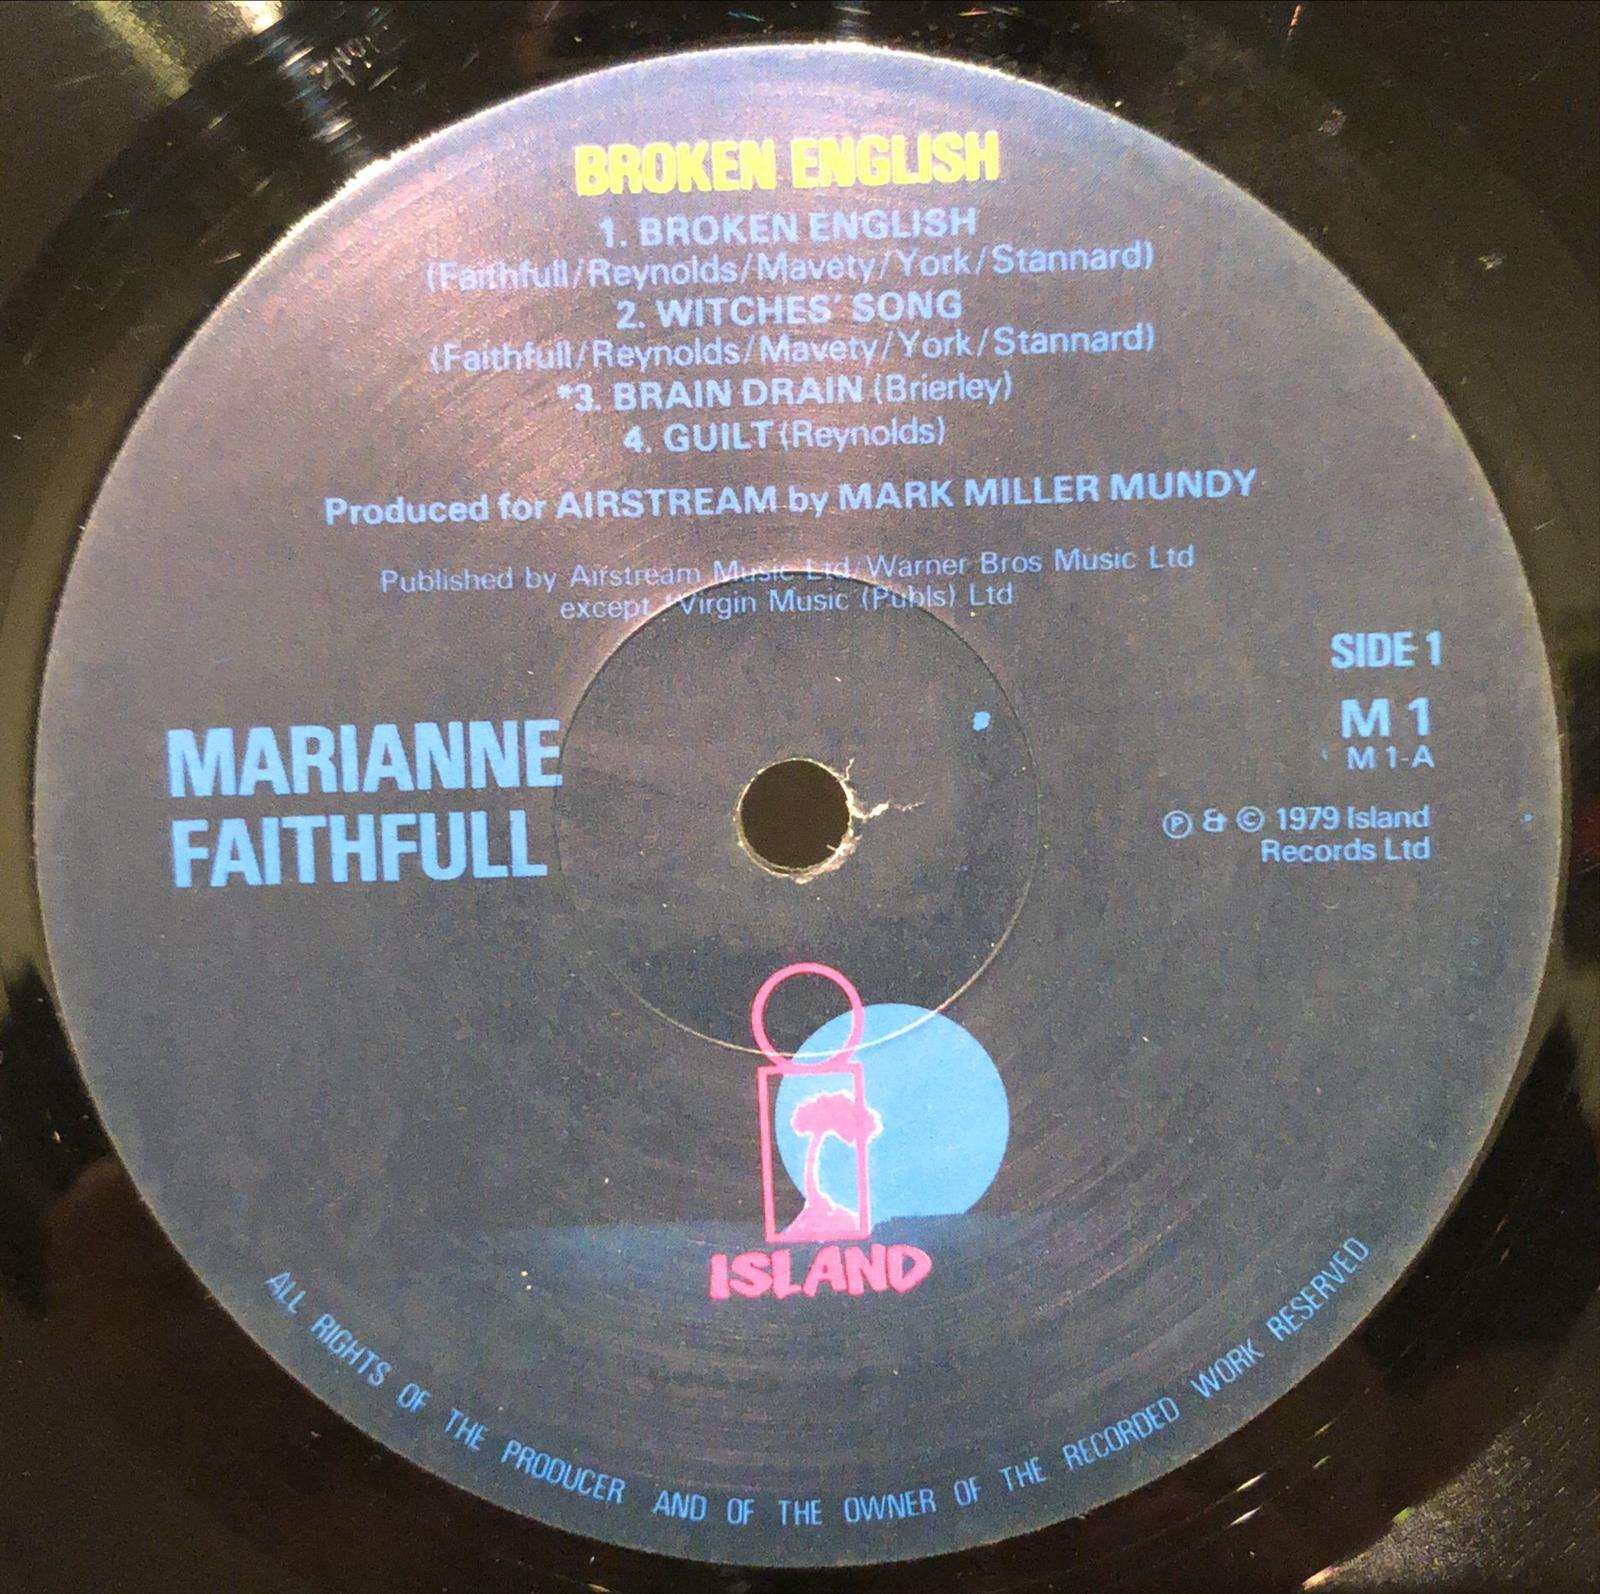 BROKEN ENGLISH
1. BROKEN ENGLISH
(Faithfull/Reynolds/Mavety/York/Stannard)
2. WITCHES' SONG
(Faithfull/Reynolds/Mavety/York/Stannard)
*3. BRAIN DRAIN (Brierley)
4. GUILT (Reynolds)
Produced for AIRSTREAM by MARK MILLER MUNDY
Published by Airstream Music Ltd/Warner Bros Music Ltd
except *Virgin Music (Publs) Ltd
SIDE 1
M 1
M 1-A
℗ & © 1979 Island
Records Ltd
MARIANNE
FAITHFULL
ISLAND
ALL RIGHTS OF THE PRODUCER AND OF THE OWNER OF THE RECORDED WORK RESERVED